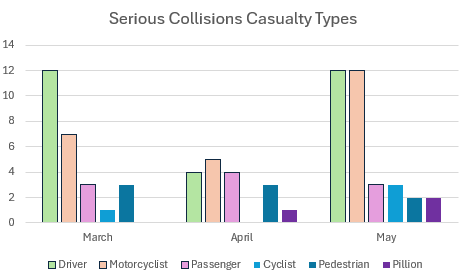 Serious Collisions Casualty Types
14
12
10
8
6
4
2
0
March April May
Driver Motorcyclist Passenger Cyclist Pedestrian Pillion